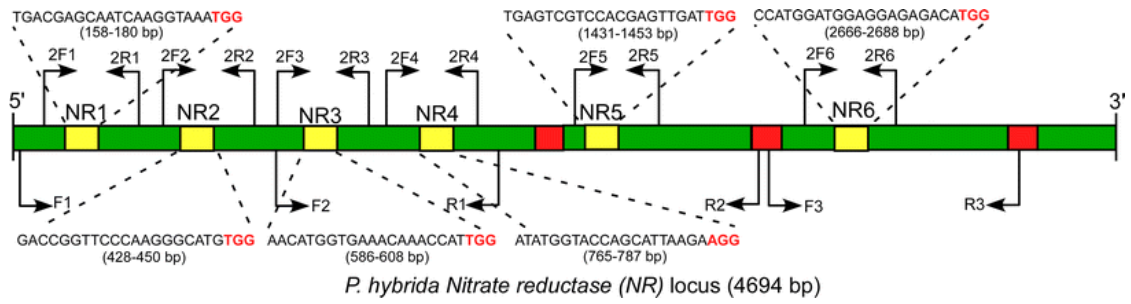 TGACGAGCAATCAAGGTAAATGG
(158-180 bp)
TGAGTCGTCCACGAGTTGATTGG
(1431-1453 bp)
CCATGGATGGAGGAGAGACATGG
(2666-2688 bp)
2F1 2R1 2F2 2R2 2F3 2R3 2F4 2R4 2F5 2R5 2F6 2R6
5' 3'
NR1 NR2 NR3 NR4 NR5 NR6
F1 F2 R1 R2 F3 R3
GACCGGTTCCCAAGGGCATGTGG
(428-450 bp)
AACATGGTGAAACAAACCATTGG
(586-608 bp)
ATATGGTACCAGCATTAAGAAGG
(765-787 bp)
P. hybrida Nitrate reductase (NR) locus (4694 bp)